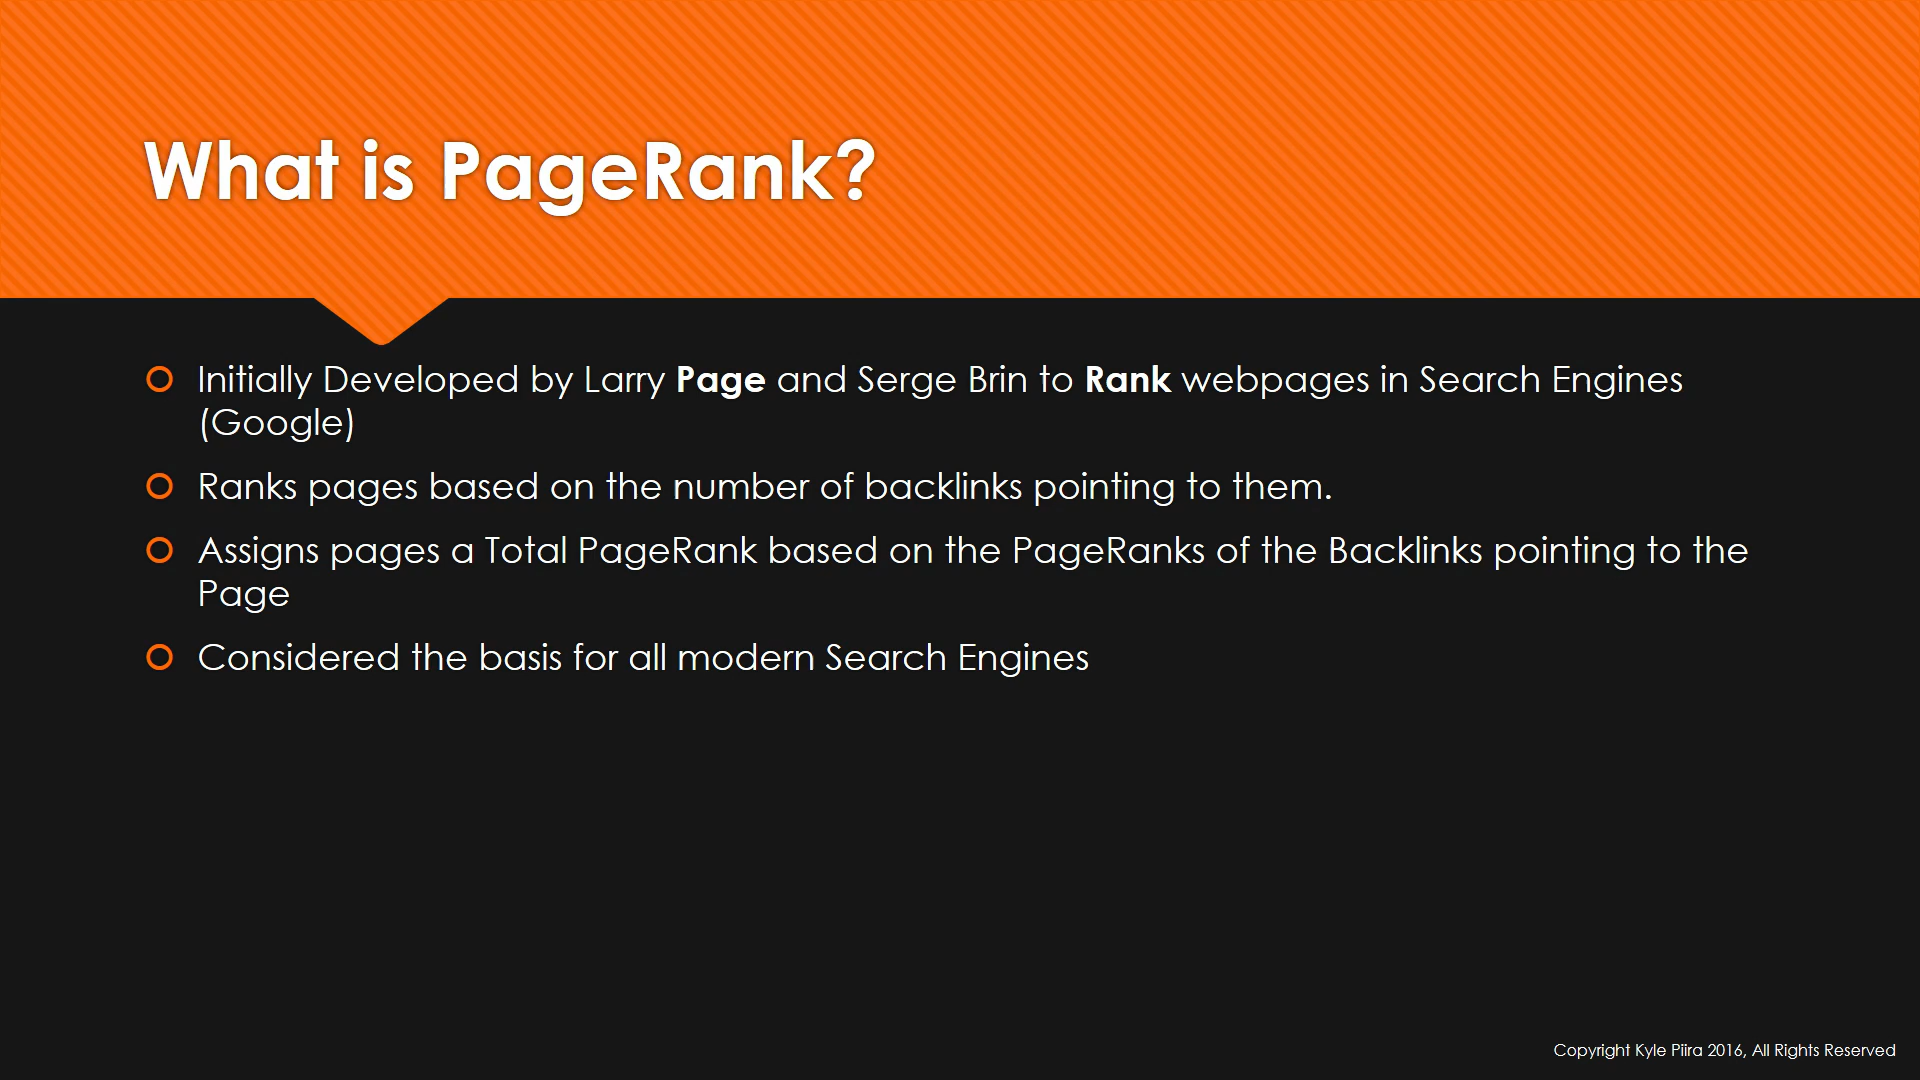 What is PageRank?
Initially Developed by Larry Page and Serge Brin to Rank webpages in Search Engines
(Google)
Ranks pages based on the number of backlinks pointing to them.
Assigns pages a Total PageRank based on the PageRanks of the Backlinks pointing to the
Page
Considered the basis for all modern Search Engines
Copyright Kyle Piira 2016, All Rights Reserved